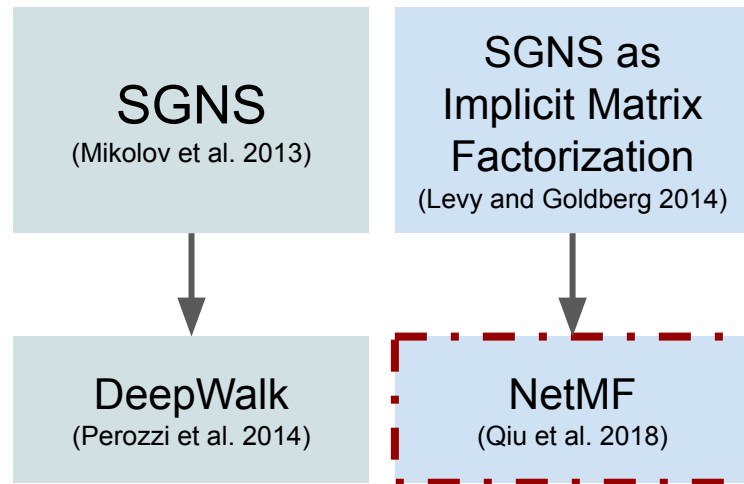 SGNS
(Mikolov et al. 2013)
SGNS as
Implicit Matrix
Factorization
(Levy and Goldberg 2014)
DeepWalk
(Perozzi et al. 2014)
NetMF
(Qiu et al. 2018)